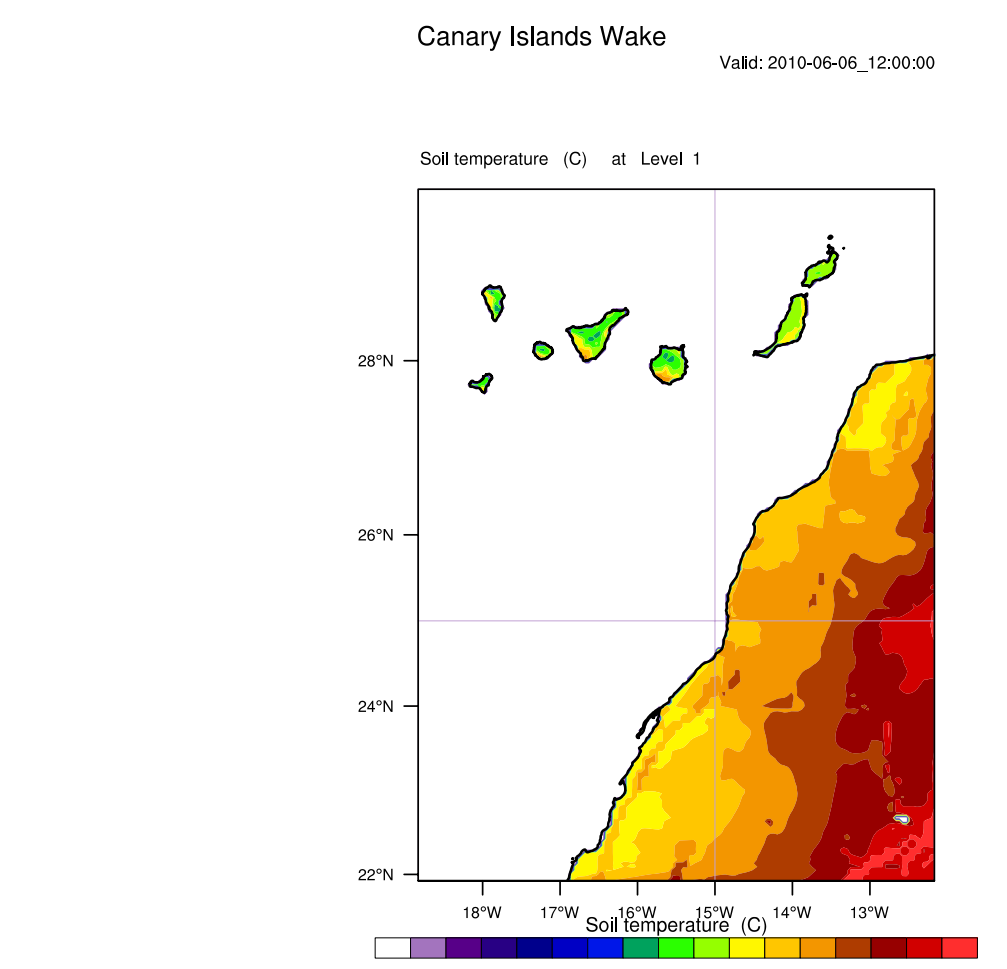 Canary Islands Wake
Valid: 2010-06-06_12:00:00
Soil temperature (C) at Level 1
28°N
26°N
24°N
22°N
18°W 17°W 16°W 15°W 14°W 13°W
Soil temperature (C)